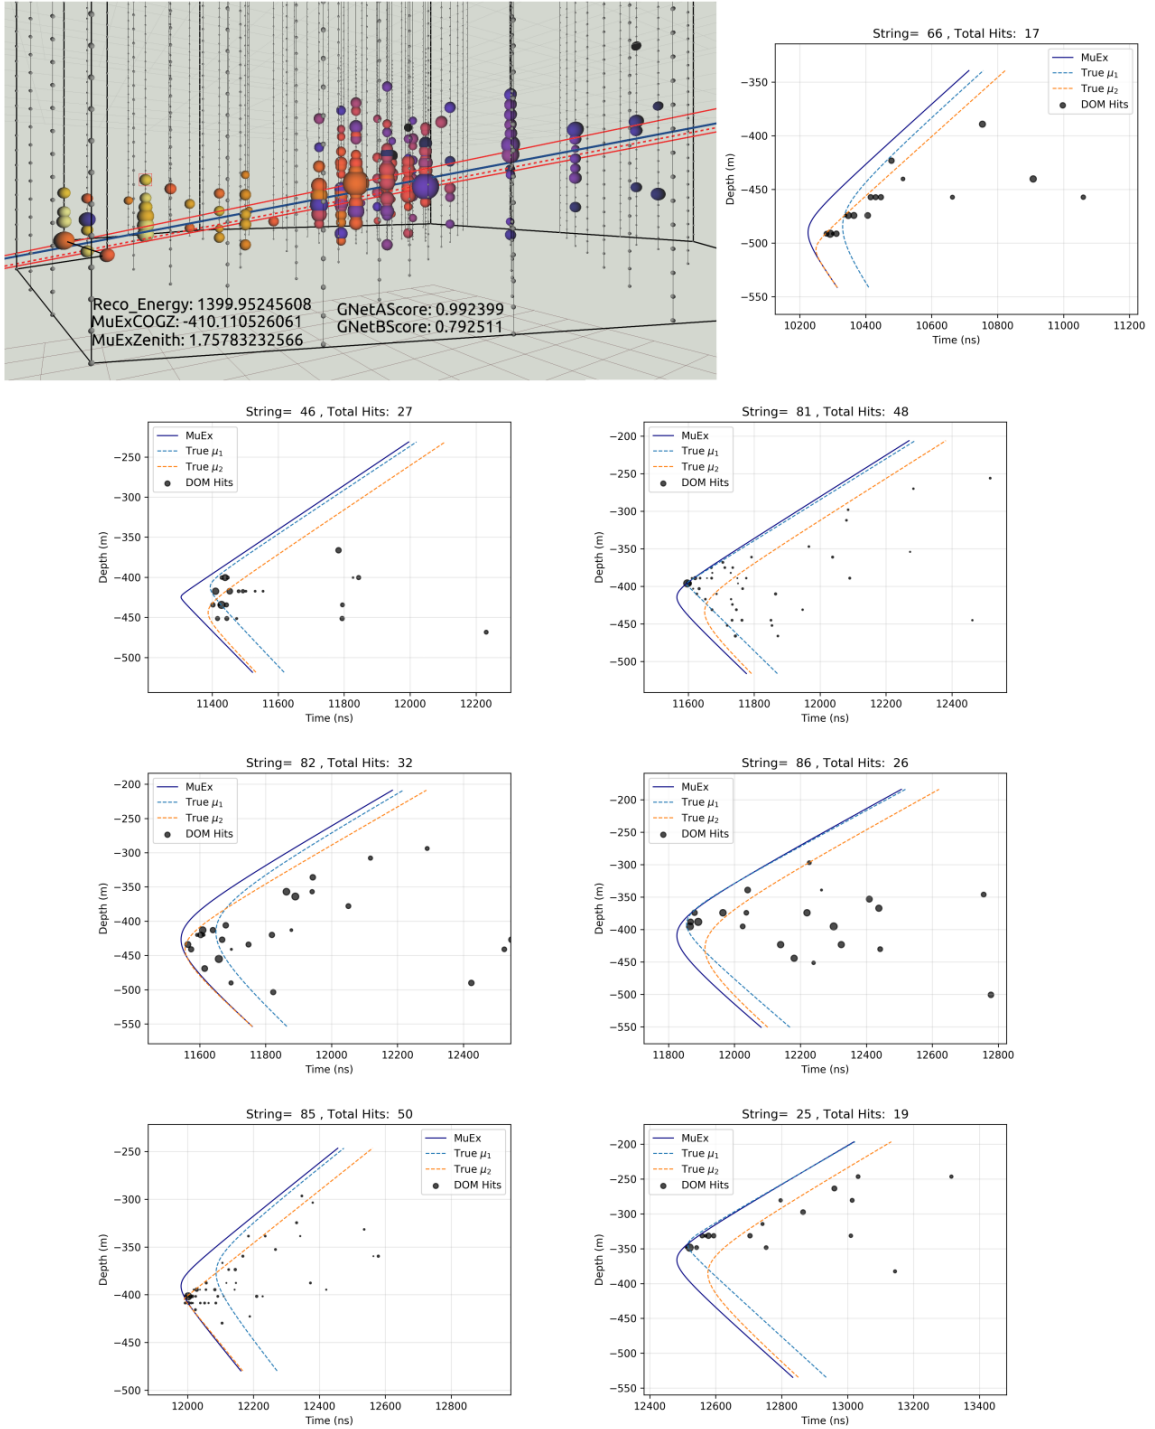 Reco_Energy: 1399.95245608
MuExCOGZ: -410.110526061
MuExZenith: 1.75783232566
GNetAScore: 0.992399
GNetBScore: 0.792511
String= 66 , Total Hits: 17
MuEx
True μ1
True μ2
DOM Hits
Depth (m)
−350
−400
−450
−500
−550
10200 10400 10600 10800 11000 11200
Time (ns)
String= 46 , Total Hits: 27
MuEx
True μ1
True μ2
DOM Hits
Depth (m)
−250
−300
−350
−400
−450
−500
11400 11600 11800 12000 12200
Time (ns)
String= 81 , Total Hits: 48
MuEx
True μ1
True μ2
DOM Hits
Depth (m)
−200
−250
−300
−350
−400
−450
−500
11600 11800 12000 12200 12400
Time (ns)
String= 82 , Total Hits: 32
MuEx
True μ1
True μ2
DOM Hits
Depth (m)
−200
−250
−300
−350
−400
−450
−500
−550
11600 11800 12000 12200 12400
Time (ns)
String= 86 , Total Hits: 26
MuEx
True μ1
True μ2
DOM Hits
Depth (m)
−200
−250
−300
−350
−400
−450
−500
−550
11800 12000 12200 12400 12600 12800
Time (ns)
String= 85 , Total Hits: 50
MuEx
True μ1
True μ2
DOM Hits
Depth (m)
−250
−300
−350
−400
−450
−500
12000 12200 12400 12600 12800
Time (ns)
String= 25 , Total Hits: 19
MuEx
True μ1
True μ2
DOM Hits
Depth (m)
−200
−250
−300
−350
−400
−450
−500
−550
12400 12600 12800 13000 13200 13400
Time (ns)